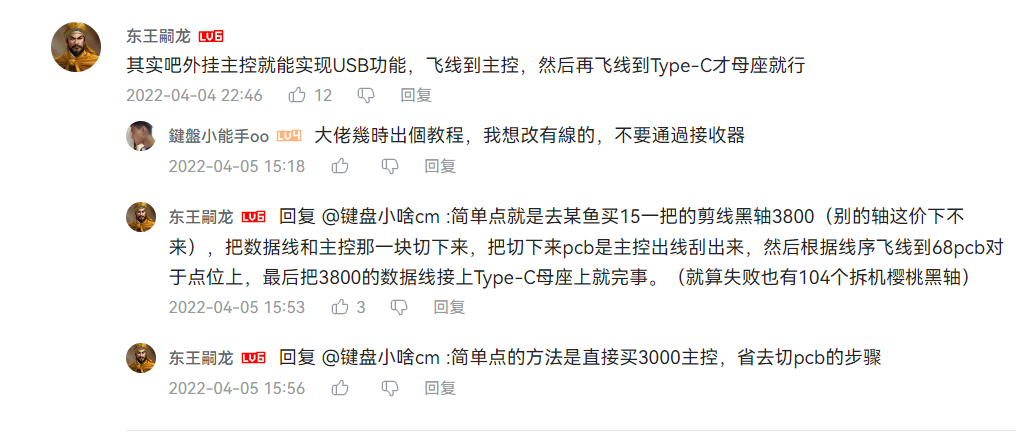 东王嗣龙 LV6
其实吧外挂主控就能实现USB功能，飞线到主控，然后再飞线到Type-C才母座就行
2022-04-04 22:46 12 回复
鍵盤小能手oo LV4 大佬幾時出個教程，我想改有線的，不要通過接收器
2022-04-05 15:18 回复
东王嗣龙 LV6 回复 @键盘小啥cm :简单点就是去某鱼买15一把的剪线黑轴3800（别的轴这价下不
来），把数据线和主控那一块切下来，把切下来pcb是主控出线刮出来，然后根据线序飞线到68pcb对
于点位上，最后把3800的数据线接上Type-C母座上就完事。（就算失败也有104个拆机樱桃黑轴）
2022-04-05 15:53 3 回复
东王嗣龙 LV6 回复 @键盘小啥cm :简单点的方法是直接买3000主控，省去切pcb的步骤
2022-04-05 15:56 回复